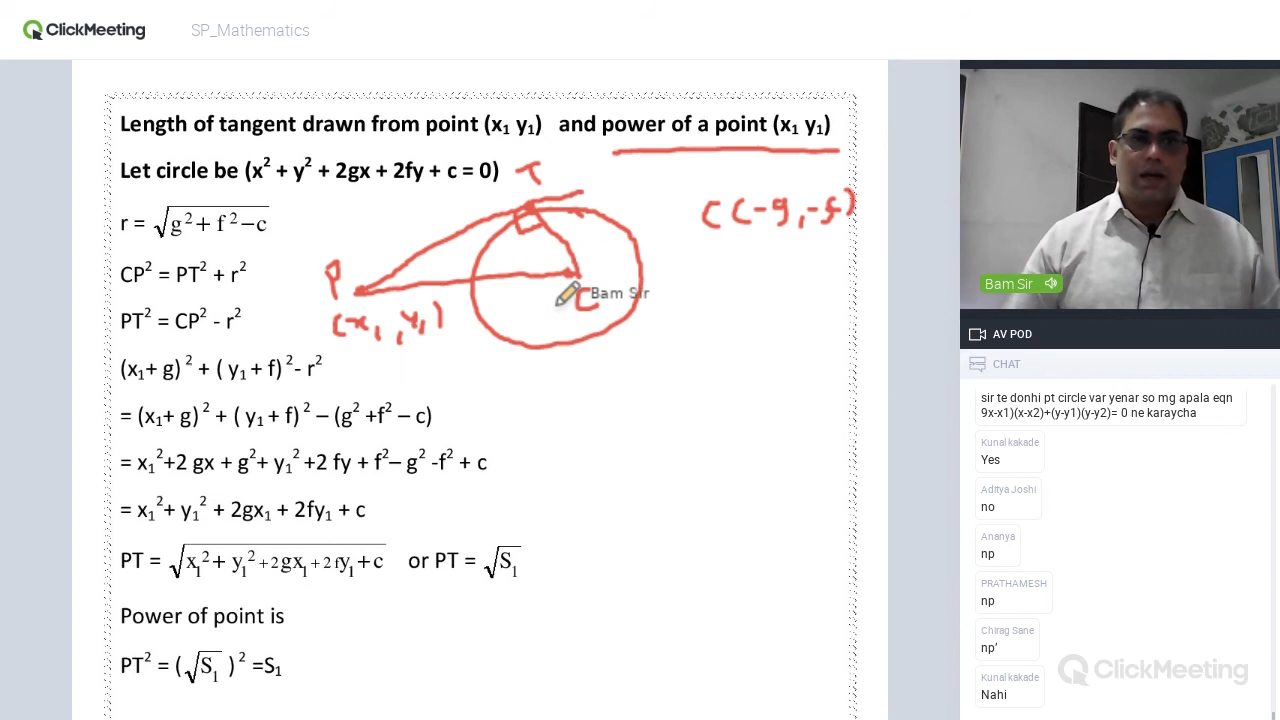 ClickMeeting
SP_Mathematics
Length of tangent drawn from point (x₁ y₁) and power of a point (x₁ y₁)
Let circle be (x² + y² + 2gx + 2fy + c = 0)
r = √(g² + f² − c)
CP² = PT² + r²
PT² = CP² - r²
(x₁+ g)² + ( y₁ + f)² - r²
= (x₁+ g)² + ( y₁ + f)² – (g² +f² – c)
= x₁²+2 gx + g²+ y₁² +2 fy + f²– g² -f² + c
= x₁²+ y₁² + 2gx₁ + 2fy₁ + c
PT = √(x₁² + y₁² + 2gx₁ + 2fy₁ + c) or PT = √S₁
Power of point is
PT² = (√S₁)² =S₁
T
C(-g,-f)
P
(x₁,y₁)
C
Bam Sir
Bam Sir
AV POD
CHAT
sir te donhi pt circle var yenar so mg apala eqn
9x-x1)(x-x2)+(y-y1)(y-y2)= 0 ne karaycha
Kunal kakade
Yes
Aditya Joshi
no
Ananya
np
PRATHAMESH
np
Chirag Sane
np'
Kunal kakade
Nahi
ClickMeeting